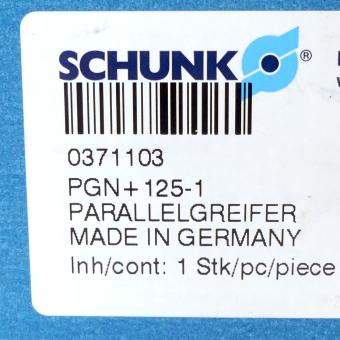 SCHUNK ®
0371103
PGN+125-1
PARALLELGREIFER
MADE IN GERMANY
Inh/cont: 1 Stk/pc/piece